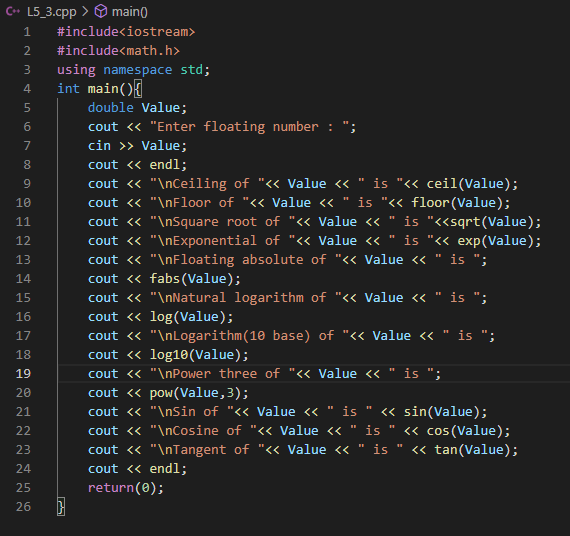 C++ L5_3.cpp > main()
1 #include<iostream>
2 #include<math.h>
3 using namespace std;
4 int main(){
5     double Value;
6     cout << "Enter floating number : ";
7     cin >> Value;
8     cout << endl;
9     cout << "\nCeiling of "<< Value << " is "<< ceil(Value);
10     cout << "\nFloor of "<< Value << " is "<< floor(Value);
11     cout << "\nSquare root of "<< Value << " is "<<sqrt(Value);
12     cout << "\nExponential of "<< Value << " is "<< exp(Value);
13     cout << "\nFloating absolute of "<< Value << " is ";
14     cout << fabs(Value);
15     cout << "\nNatural logarithm of "<< Value << " is ";
16     cout << log(Value);
17     cout << "\nLogarithm(10 base) of "<< Value << " is ";
18     cout << log10(Value);
19     cout << "\nPower three of "<< Value << " is ";
20     cout << pow(Value,3);
21     cout << "\nSin of "<< Value << " is " << sin(Value);
22     cout << "\nCosine of "<< Value << " is " << cos(Value);
23     cout << "\nTangent of "<< Value << " is " << tan(Value);
24     cout << endl;
25     return(0);
26 }